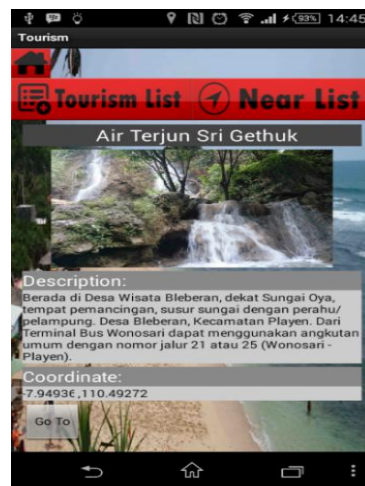 93% 14:45
Tourism
Tourism List Near List
Air Terjun Sri Gethuk
Description:
Berada di Desa Wisata Bleberan, dekat Sungai Oya,
tempat pemancingan, susur sungai dengan perahu/
pelampung. Desa Bleberan, Kecamatan Playen. Dari
Terminal Bus Wonosari dapat menggunakan angkutan
umum dengan nomor jalur 21 atau 25 (Wonosari -
Playen).
Coordinate:
-7.94936,110.49272
Go To